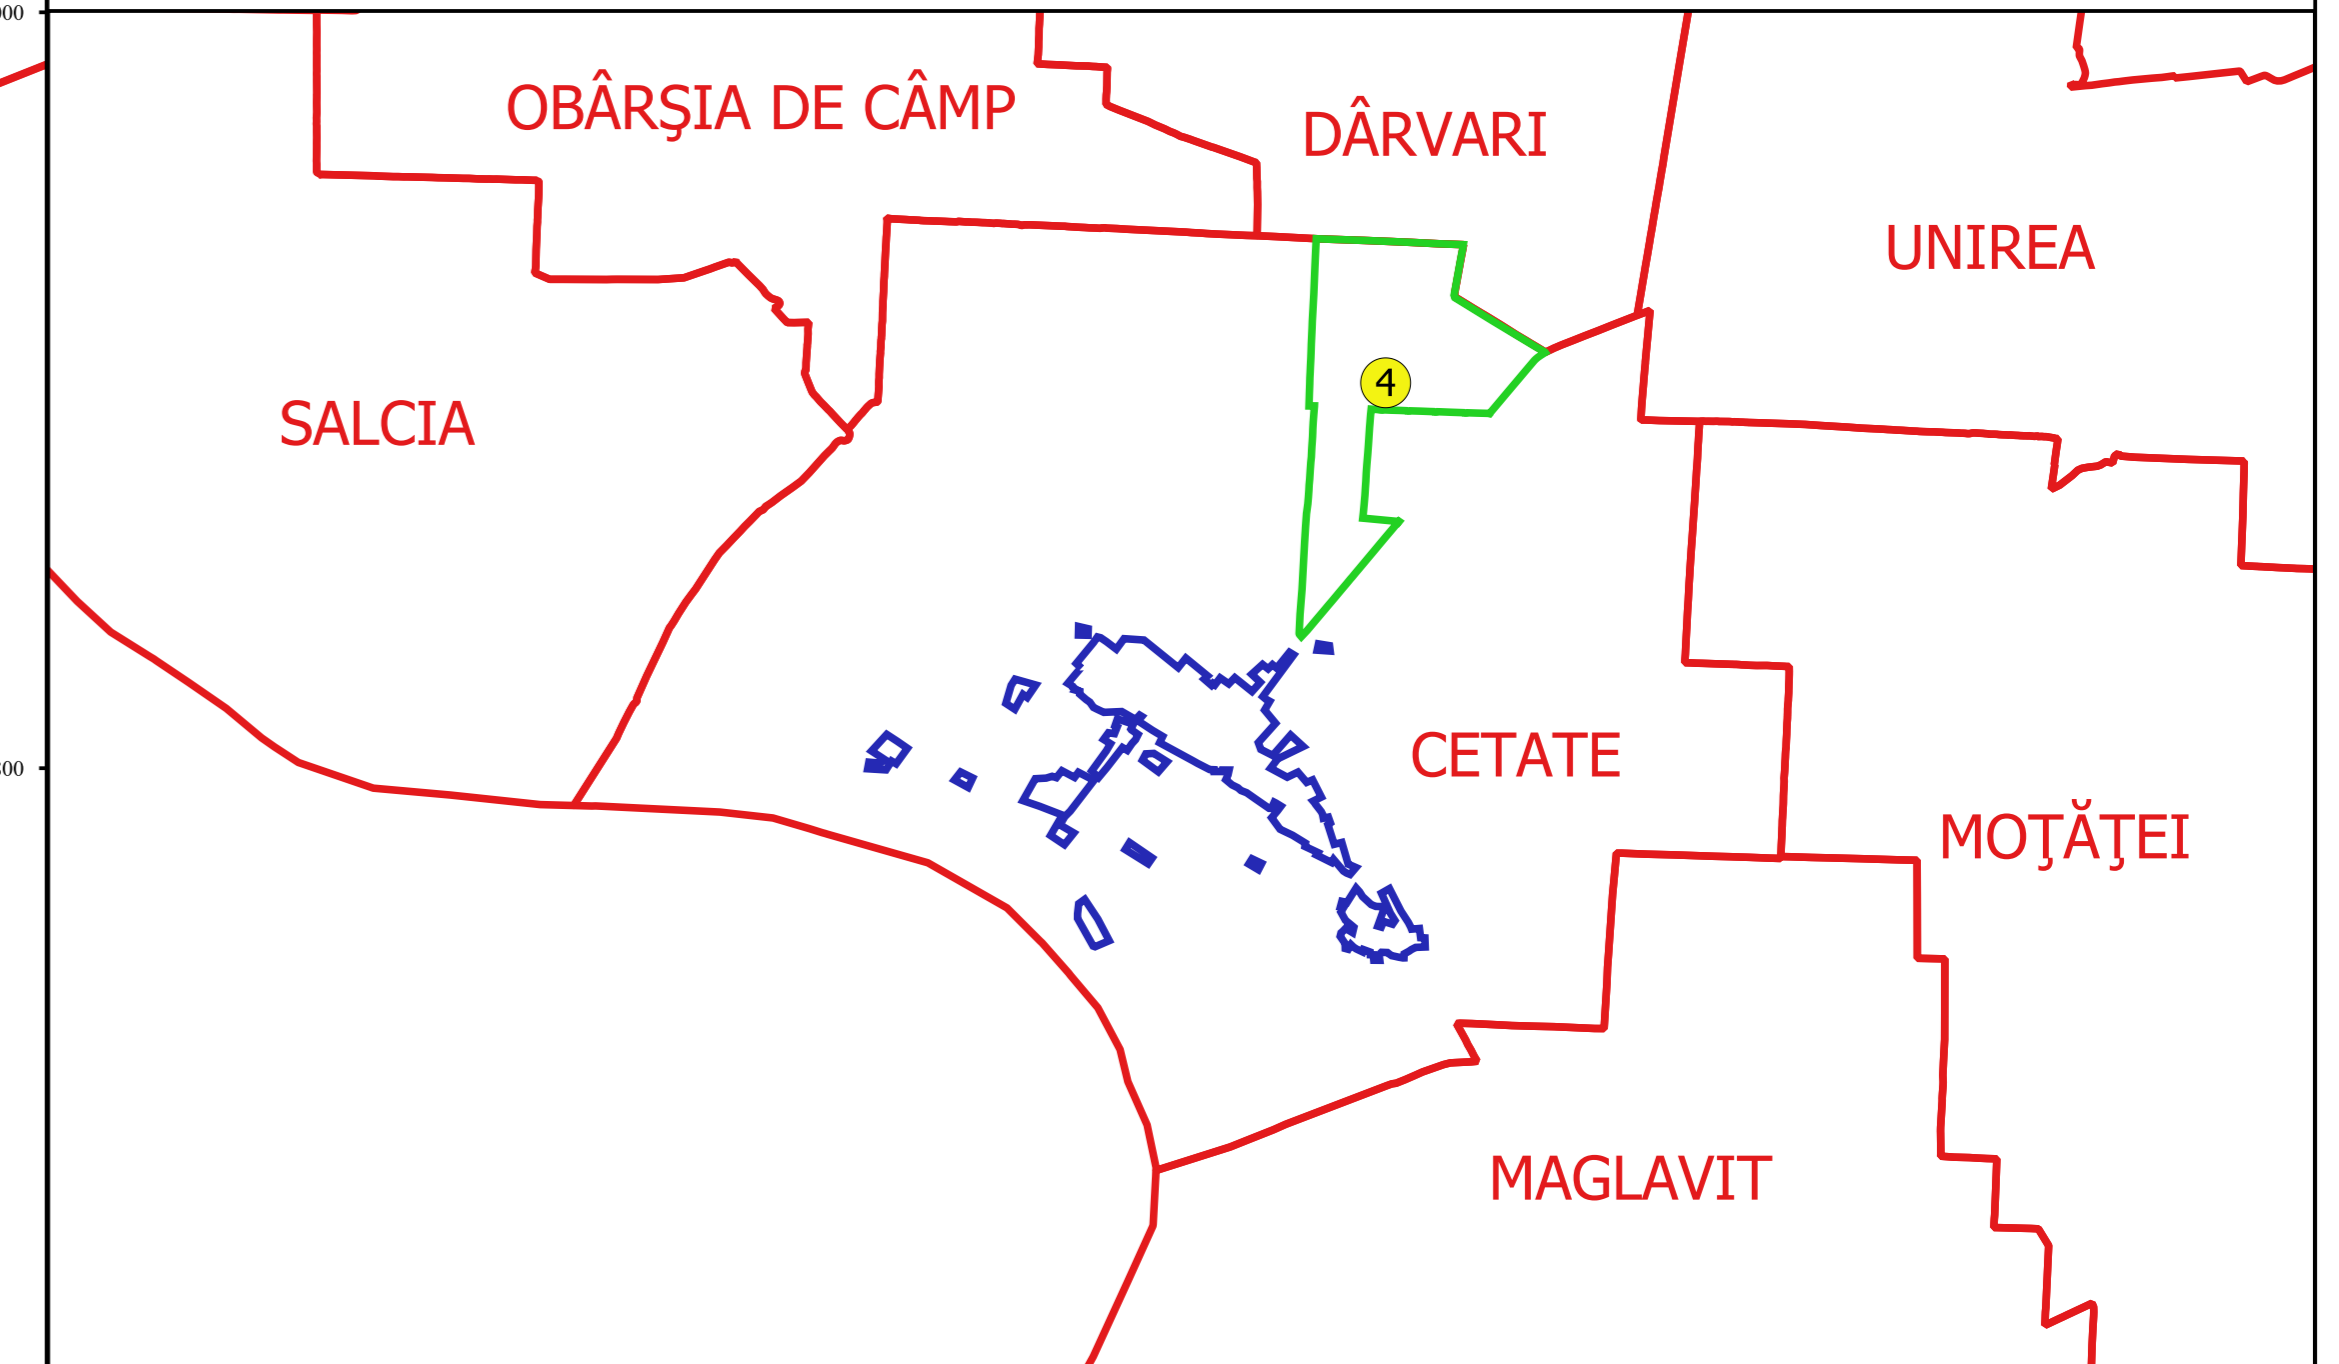 OBÂRŞIA DE CÂMP
DÂRVARI
UNIREA
4
SALCIA
CETATE
MOŢĂŢEI
MAGLAVIT